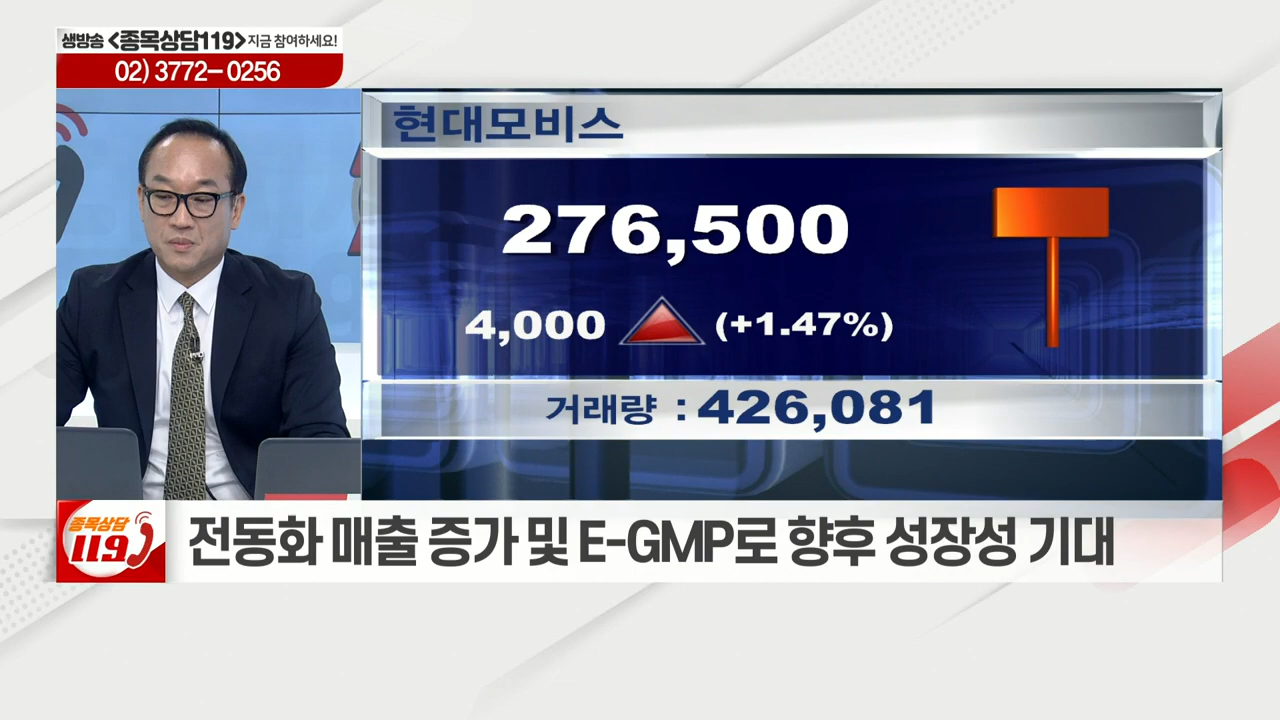 생방송 <종목상담119> 지금 참여하세요!
02) 3772-0256
현대모비스
276,500
4,000 (+1.47%)
거래량 : 426,081
종목상담
119
전동화 매출 증가 및 E-GMP로 향후 성장성 기대